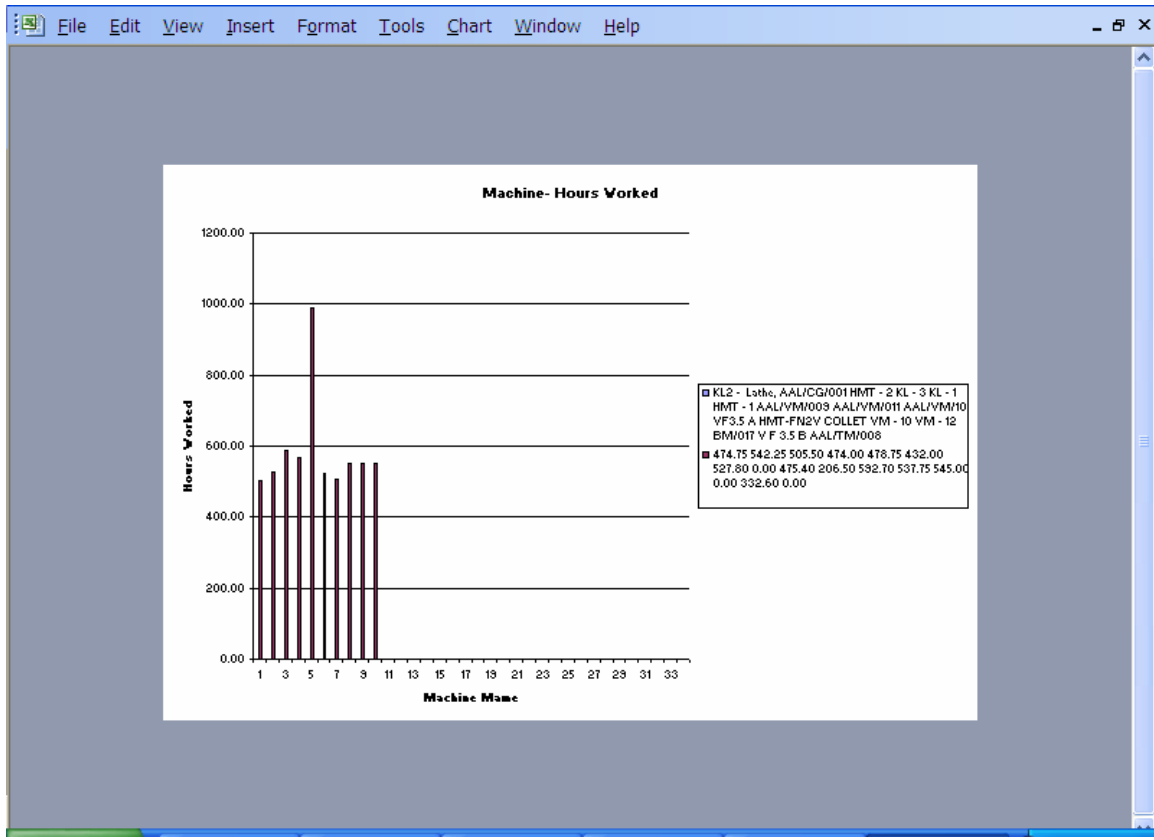 File Edit View Insert Format Tools Chart Window Help
Machine- Hours Worked
1200.00
1000.00
800.00
600.00
400.00
200.00
0.00
Hours Worked
1 3 5 7 9 11 13 15 17 19 21 23 25 27 29 31 33
Machine Mame
KL2 - Lathe, AAL/CG/001 HMT - 2 KL - 3 KL - 1
HMT - 1 AAL/VM/009 AAL/VM/011 AAL/VM/10
VF3.5 A HMT-FN2V COLLET VM - 10 VM - 12
BM/017 V F 3.5 B AAL/TM/008
474.75 542.25 505.50 474.00 478.75 432.00
527.80 0.00 475.40 206.50 592.70 537.75 545.00
0.00 332.60 0.00